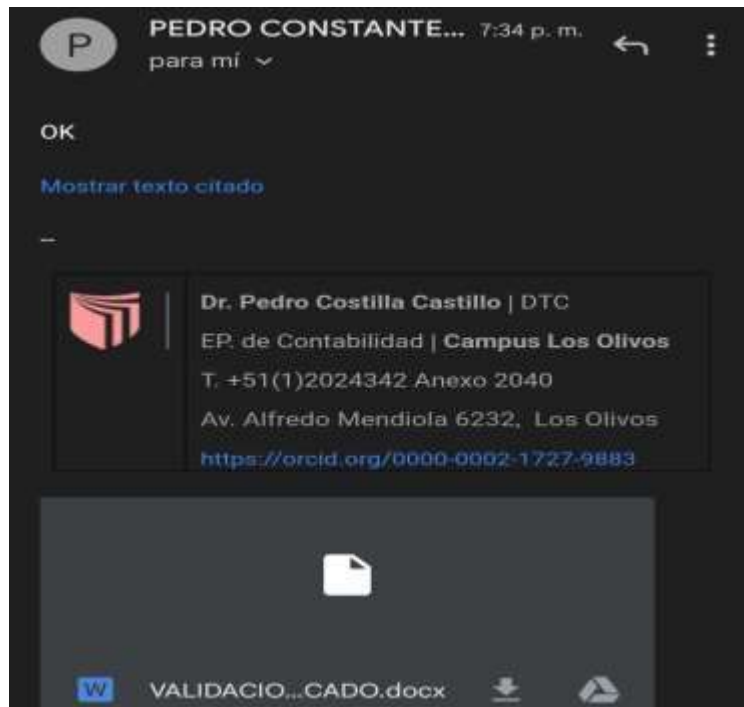 P
PEDRO CONSTANTE... 7:34 p. m.
para mí
OK
Mostrar texto citado
--
Dr. Pedro Costilla Castillo | DTC
EP. de Contabilidad | Campus Los Olivos
T. +51(1)2024342 Anexo 2040
Av. Alfredo Mendiola 6232, Los Olivos
https://orcid.org/0000-0002-1727-9883
W VALIDACIO...CADO.docx